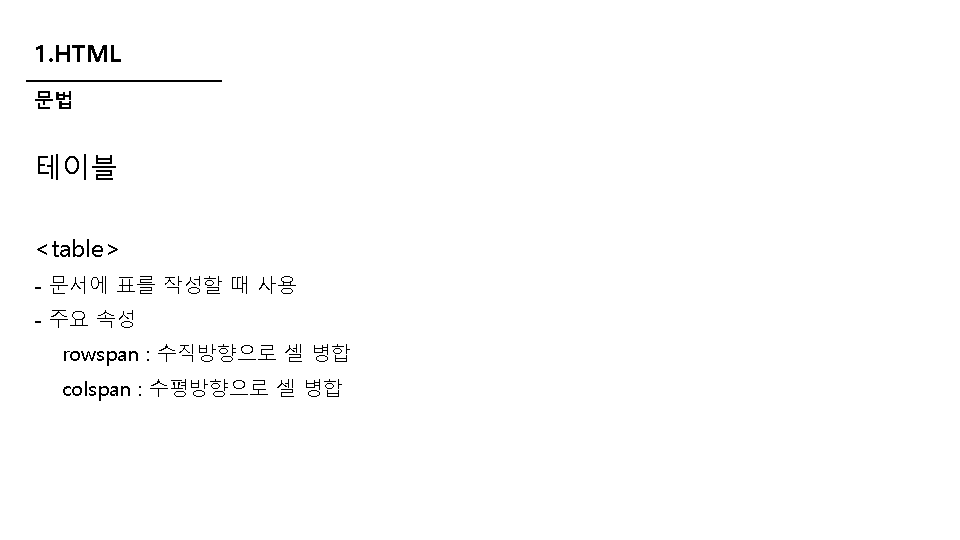 1.HTML
문법
테이블
<table>
- 문서에 표를 작성할 때 사용
- 주요 속성
rowspan : 수직방향으로 셀 병합
colspan : 수평방향으로 셀 병합